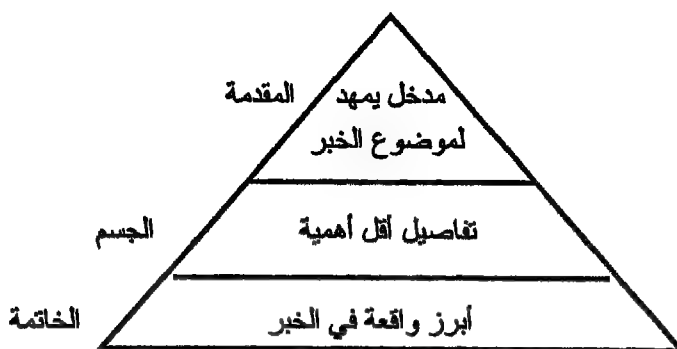 المقدمة
مدخل يمهد
لموضوع الخبر
الجسم
تفاصيل أقل أهمية
الخاتمة
أبرز واقعة في الخبر